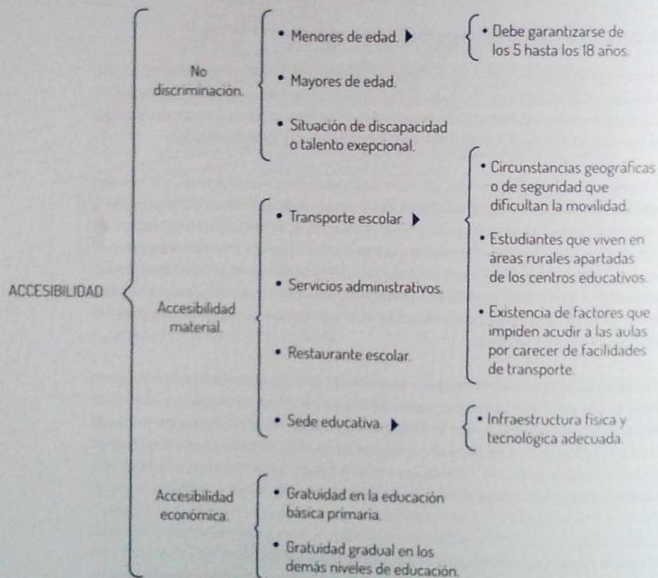 ACCESIBILIDAD
No
discriminación.
• Menores de edad.
• Debe garantizarse de
los 5 hasta los 18 años.
• Mayores de edad.
• Situación de discapacidad
o talento exepcional.
Accesibilidad
material.
• Transporte escolar.
• Circunstancias geográficas
o de seguridad que
dificultan la movilidad.
• Estudiantes que viven en
áreas rurales apartadas
de los centros educativos.
• Existencia de factores que
impiden acudir a las aulas
por carecer de facilidades
de transporte.
• Servicios administrativos.
• Restaurante escolar.
• Sede educativa.
• Infraestructura física y
tecnológica adecuada.
Accesibilidad
económica.
• Gratuidad en la educación
básica primaria.
• Gratuidad gradual en los
demás niveles de educación.